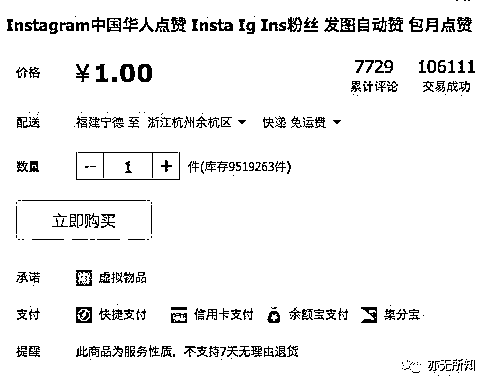 Instagram中国华人点赞 Insta Ig Ins粉丝 发图自动赞 包月点赞
价格 ¥1.00 7729 106111
累计评论 交易成功
配送 福建宁德 至 浙江杭州余杭区 快递 免运费
数量 -- 1 + 件(库存9519263件)
立即购买
承诺 虚拟物品
支付 快捷支付 信用卡支付 余额宝支付 集分宝
提醒 此商品为服务性质，不支持7天无理由退货
亦无所知